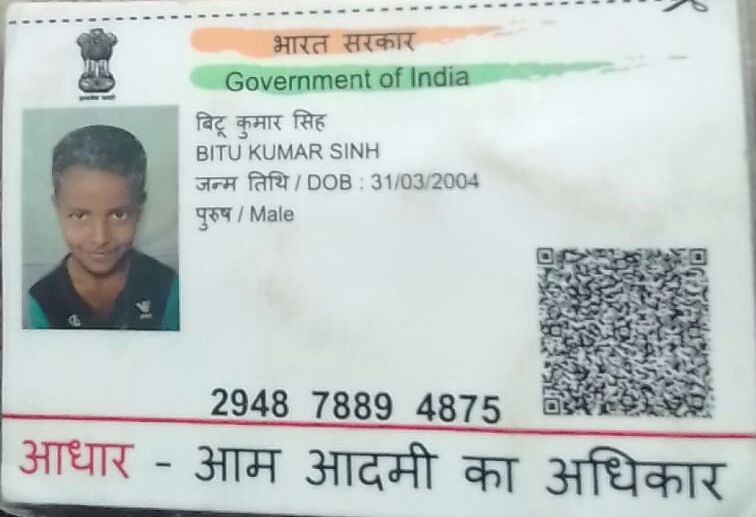 भारत सरकार
Government of India
बिटू कुमार सिंह
BITU KUMAR SINH
जन्म तिथि / DOB : 31/03/2004
पुरुष / Male
2948 7889 4875
आधार - आम आदमी का अधिकार